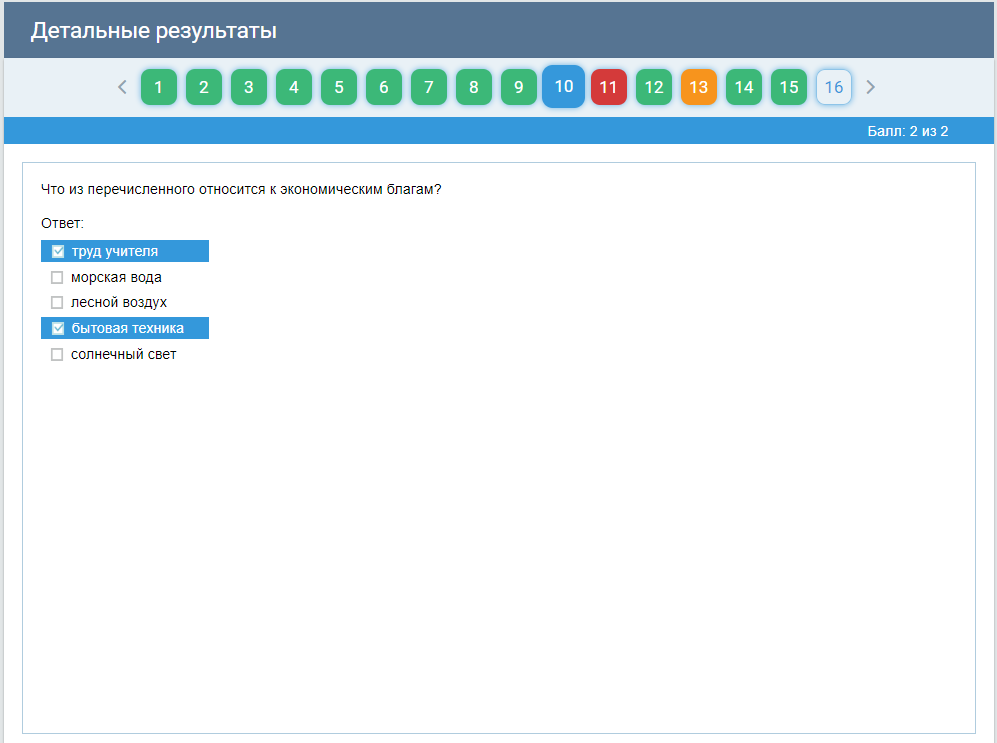 Детальные результаты
1 2 3 4 5 6 7 8 9 10 11 12 13 14 15 16
Балл: 2 из 2
Что из перечисленного относится к экономическим благам?
Ответ:
труд учителя
морская вода
лесной воздух
бытовая техника
солнечный свет